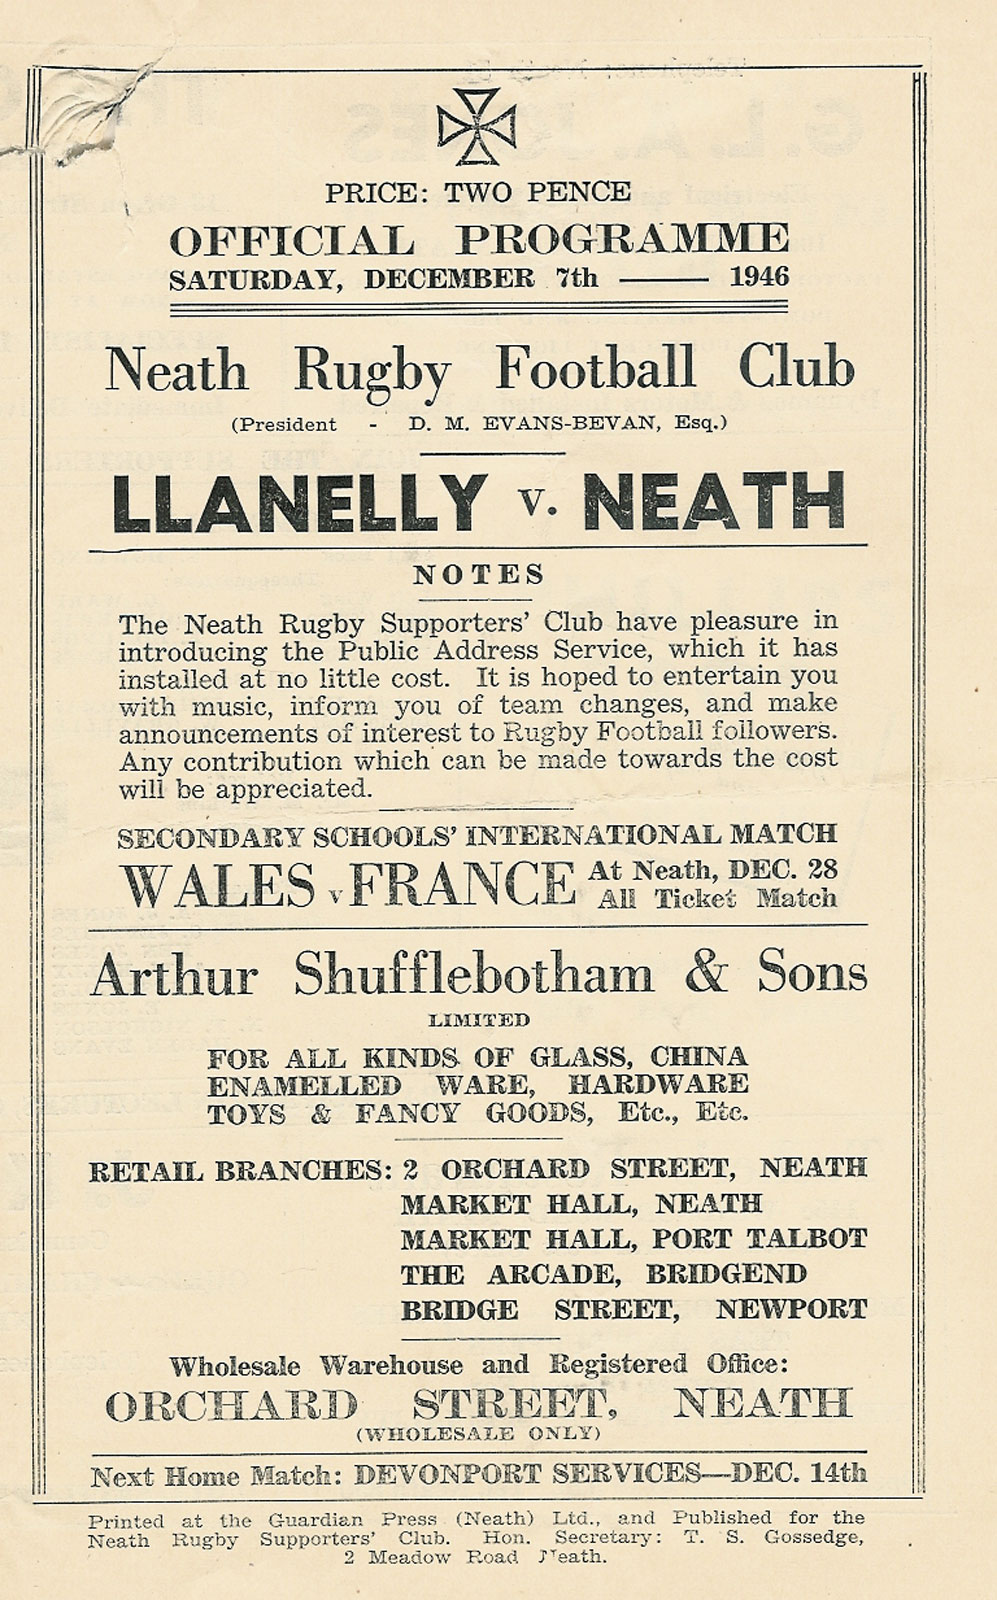 PRICE: TWO PENCE
OFFICIAL PROGRAMME
SATURDAY, DECEMBER 7th —— 1946
Neath Rugby Football Club
(President - D. M. EVANS-BEVAN, Esq.)
LLANELLY v. NEATH
NOTES
The Neath Rugby Supporters' Club have pleasure in
introducing the Public Address Service, which it has
installed at no little cost. It is hoped to entertain you
with music, inform you of team changes, and make
announcements of interest to Rugby Football followers.
Any contribution which can be made towards the cost
will be appreciated.
SECONDARY SCHOOLS' INTERNATIONAL MATCH
WALES v FRANCE At Neath, DEC. 28
All Ticket Match
Arthur Shufflebotham & Sons
LIMITED
FOR ALL KINDS OF GLASS, CHINA
ENAMELLED WARE, HARDWARE
TOYS & FANCY GOODS, Etc., Etc.
RETAIL BRANCHES: 2 ORCHARD STREET, NEATH
MARKET HALL, NEATH
MARKET HALL, PORT TALBOT
THE ARCADE, BRIDGEND
BRIDGE STREET, NEWPORT
Wholesale Warehouse and Registered Office:
ORCHARD STREET, NEATH
(WHOLESALE ONLY)
Next Home Match: DEVONPORT SERVICES—DEC. 14th
Printed at the Guardian Press (Neath) Ltd., and Published for the
Neath Rugby Supporters' Club. Hon. Secretary: T. S. Gossedge,
2 Meadow Road Neath.